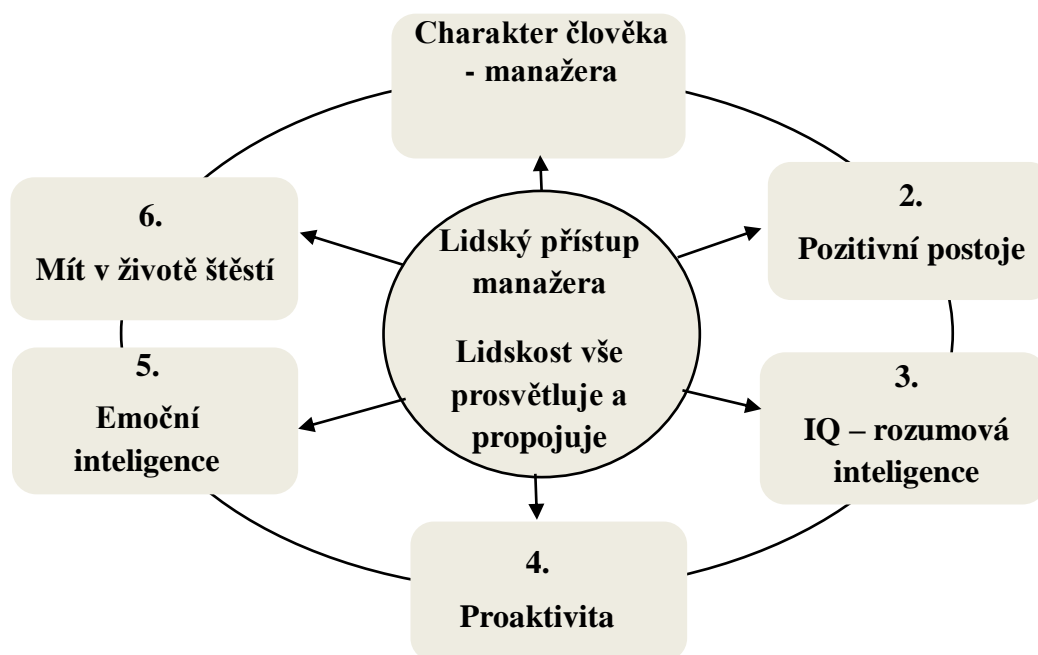 Charakter člověka
- manažera
2.
Pozitivní postoje
3.
IQ – rozumová
inteligence
4.
Proaktivita
5.
Emoční
inteligence
6.
Mít v životě štěstí
Lidský přístup
manažera
Lidskost vše
prosvětluje a
propojuje